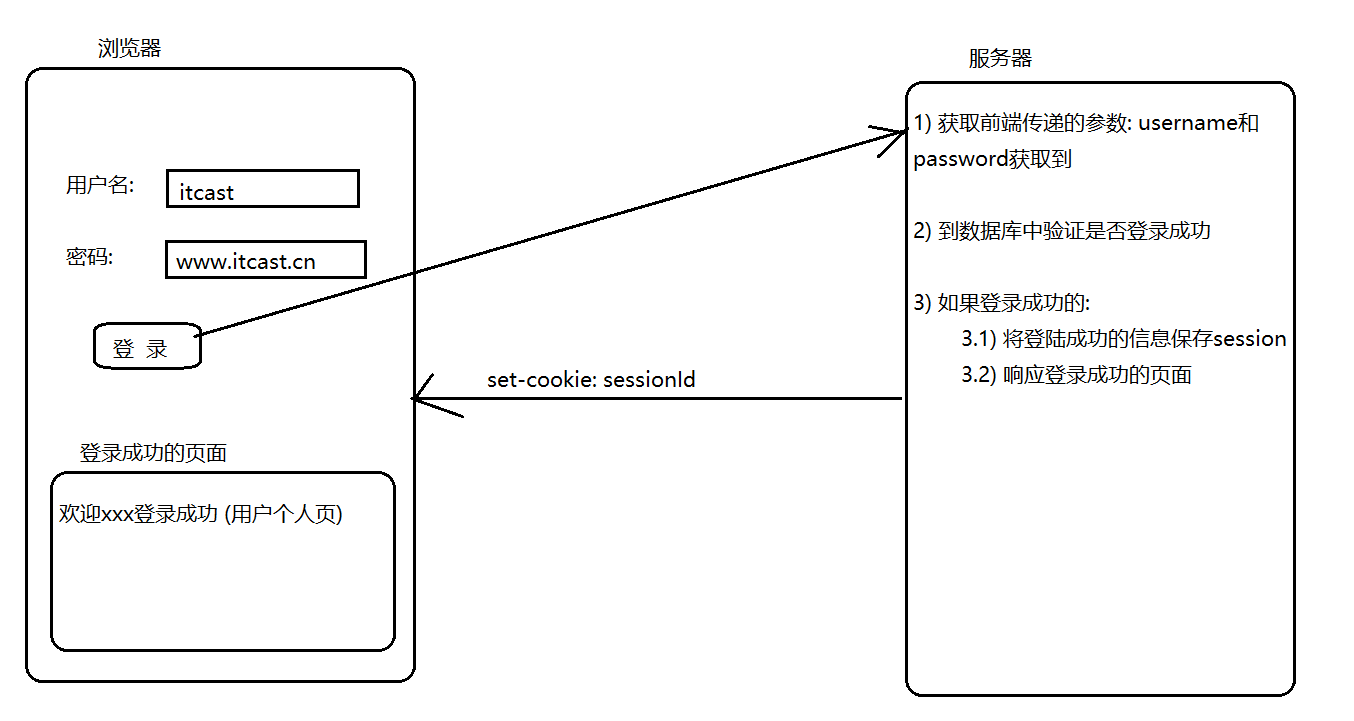 浏览器
用户名:
itcast
密码:
www.itcast.cn
登 录
登录成功的页面
欢迎xxx登录成功 (用户个人页)
set-cookie: sessionId
服务器
1) 获取前端传递的参数: username和
password获取到
2) 到数据库中验证是否登录成功
3) 如果登录成功的:
3.1) 将登陆成功的信息保存session
3.2) 响应登录成功的页面